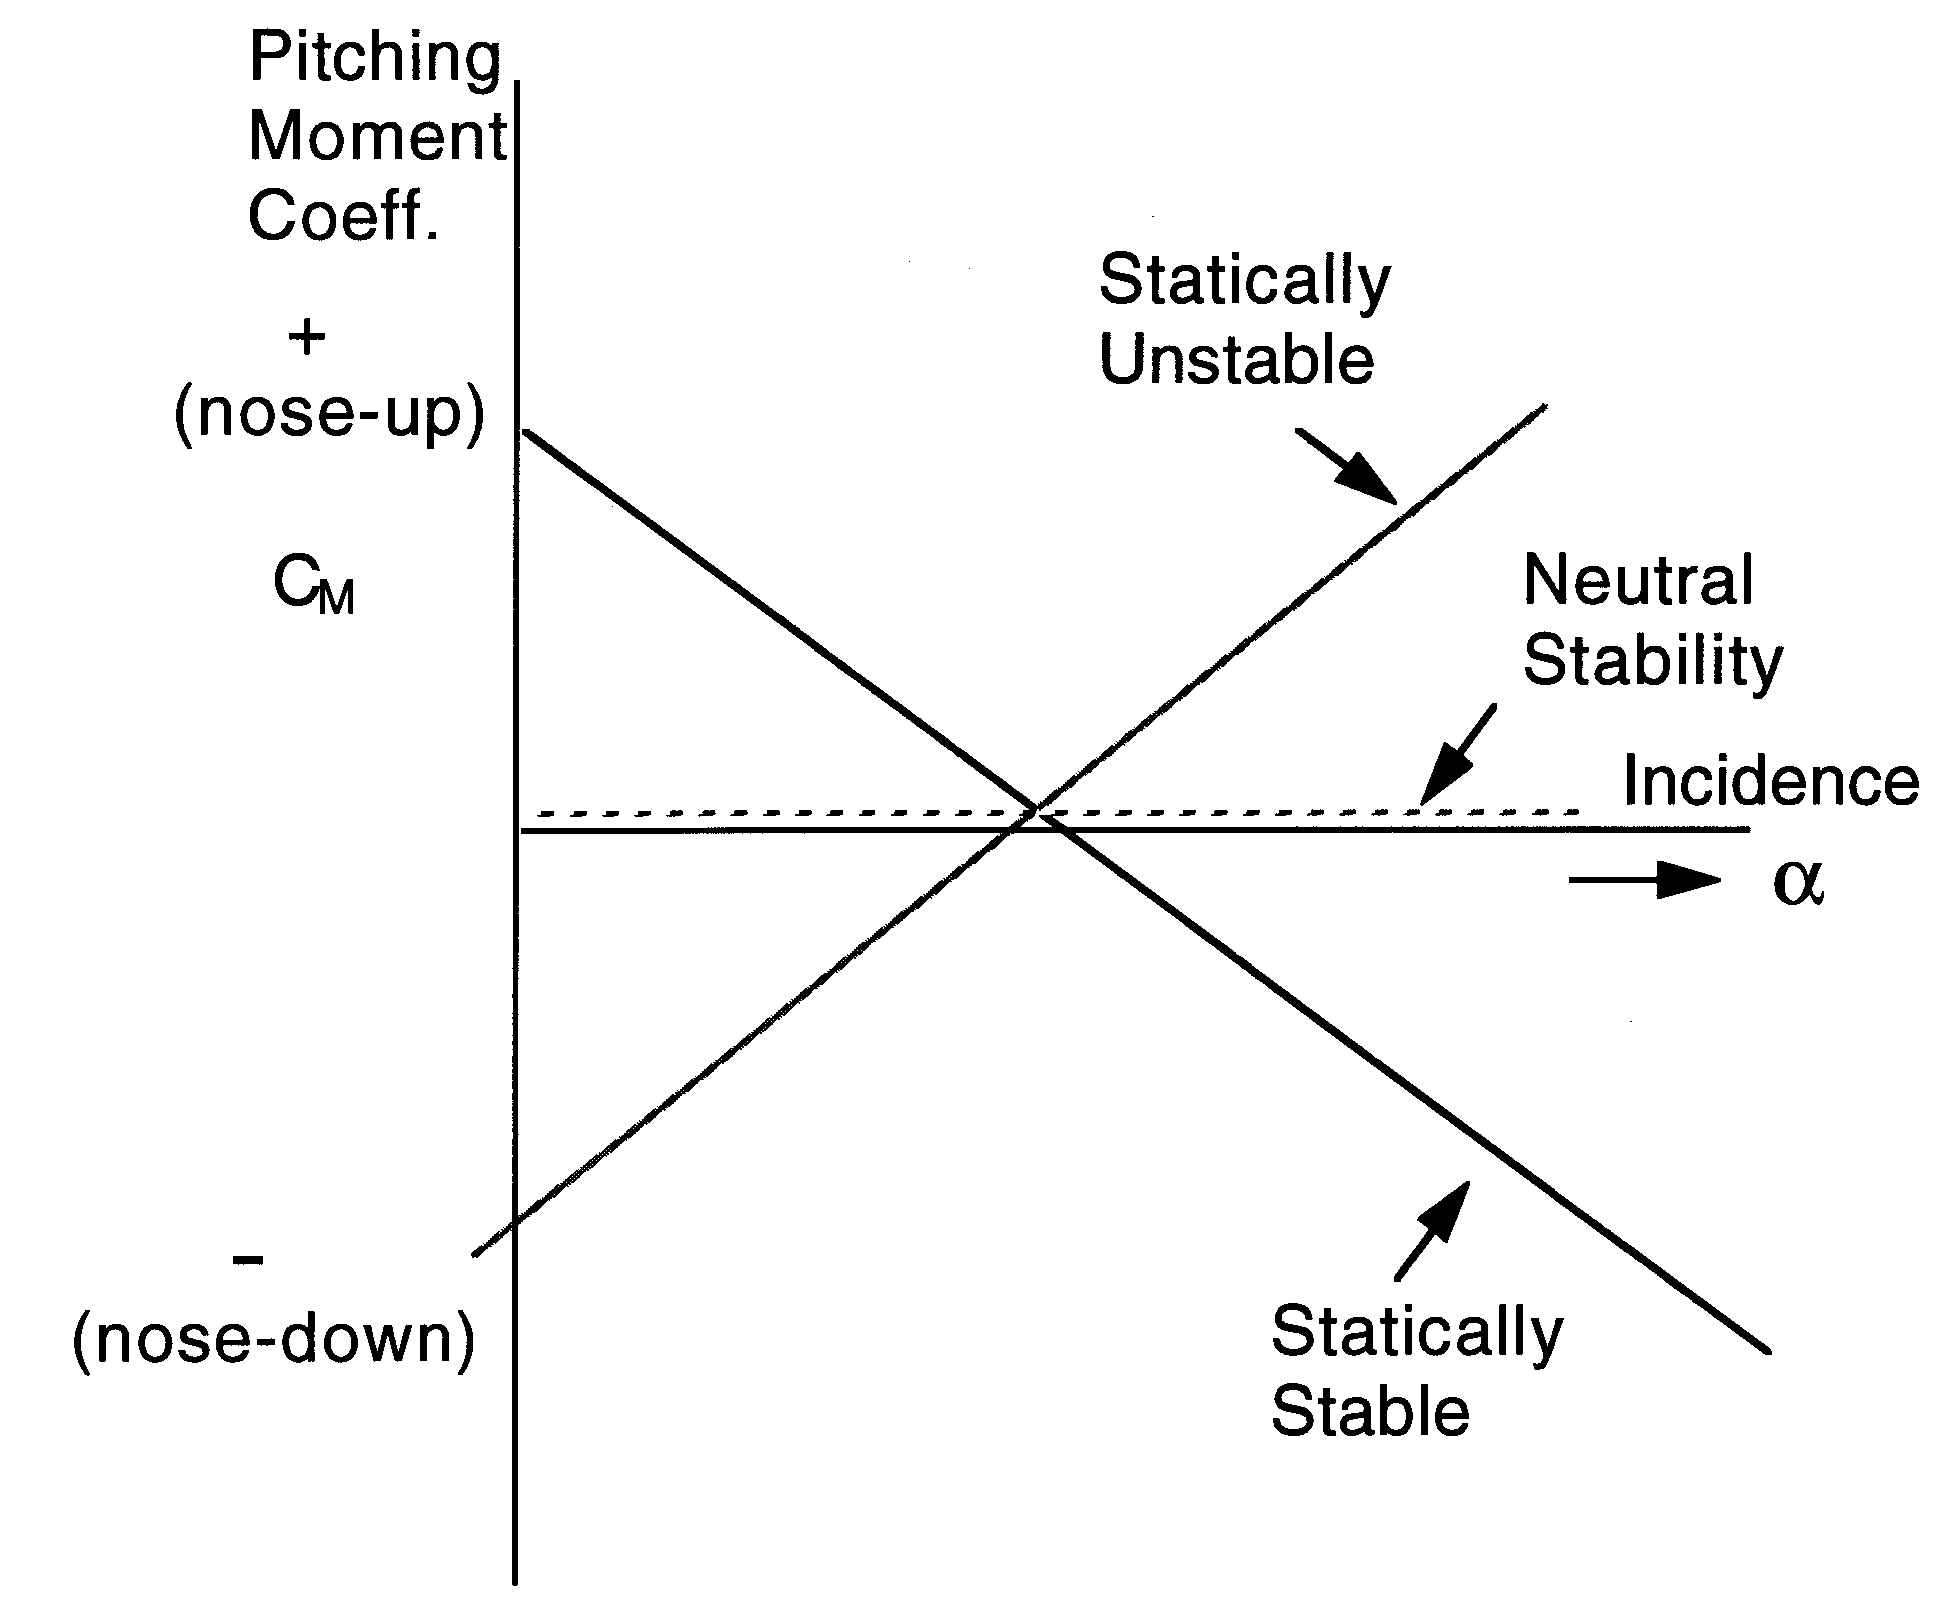 Pitching
Moment
Coeff.
+
(nose-up)
CM
Statically
Unstable
Neutral
Stability
Incidence
α
-
(nose-down)
Statically
Stable